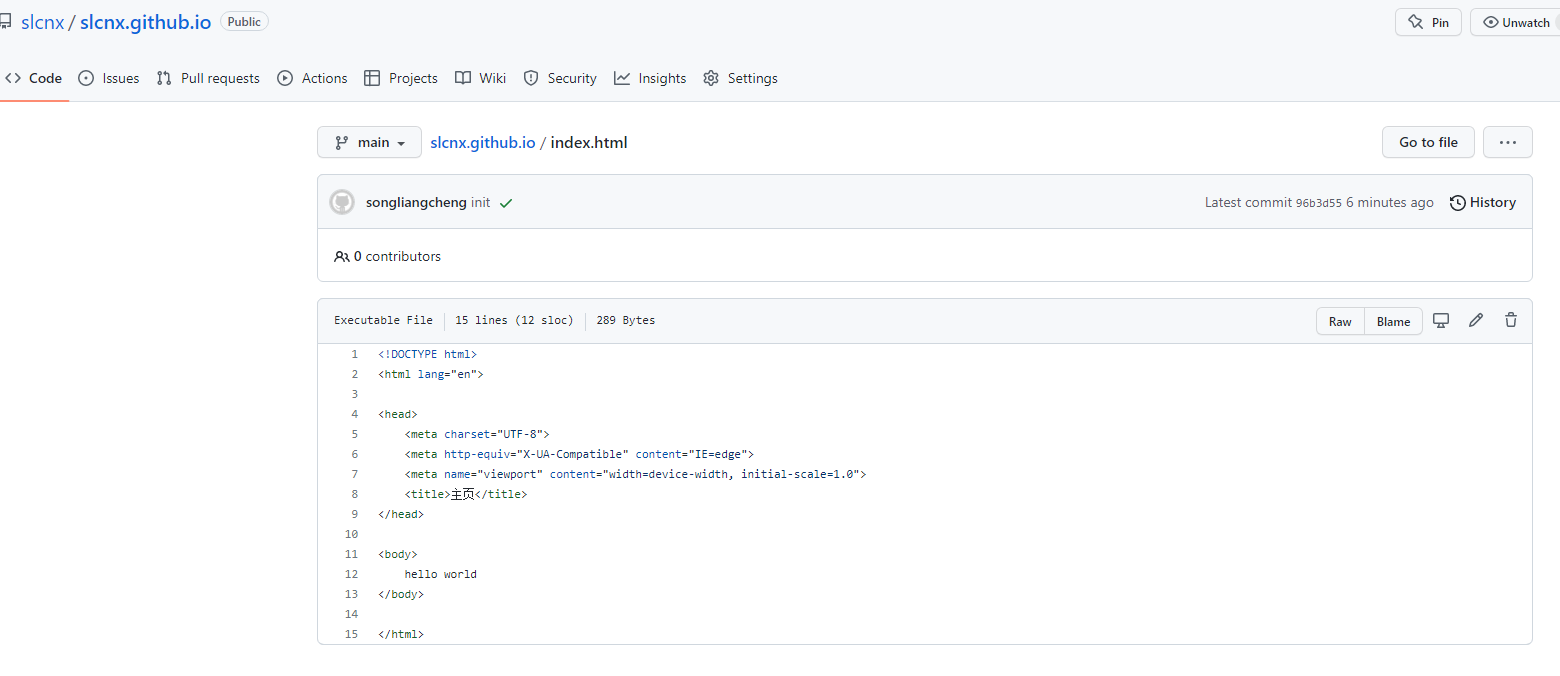 slcnx / slcnx.github.io Public Pin Unwatch
Code Issues Pull requests Actions Projects Wiki Security Insights Settings
main slcnx.github.io / index.html Go to file ...
songliangcheng init Latest commit 96b3d55 6 minutes ago History
0 contributors
Executable File 15 lines (12 sloc) 289 Bytes Raw Blame
1 <!DOCTYPE html>
2 <html lang="en">
3
4 <head>
5 <meta charset="UTF-8">
6 <meta http-equiv="X-UA-Compatible" content="IE=edge">
7 <meta name="viewport" content="width=device-width, initial-scale=1.0">
8 <title>主页</title>
9 </head>
10
11 <body>
12 hello world
13 </body>
14
15 </html>